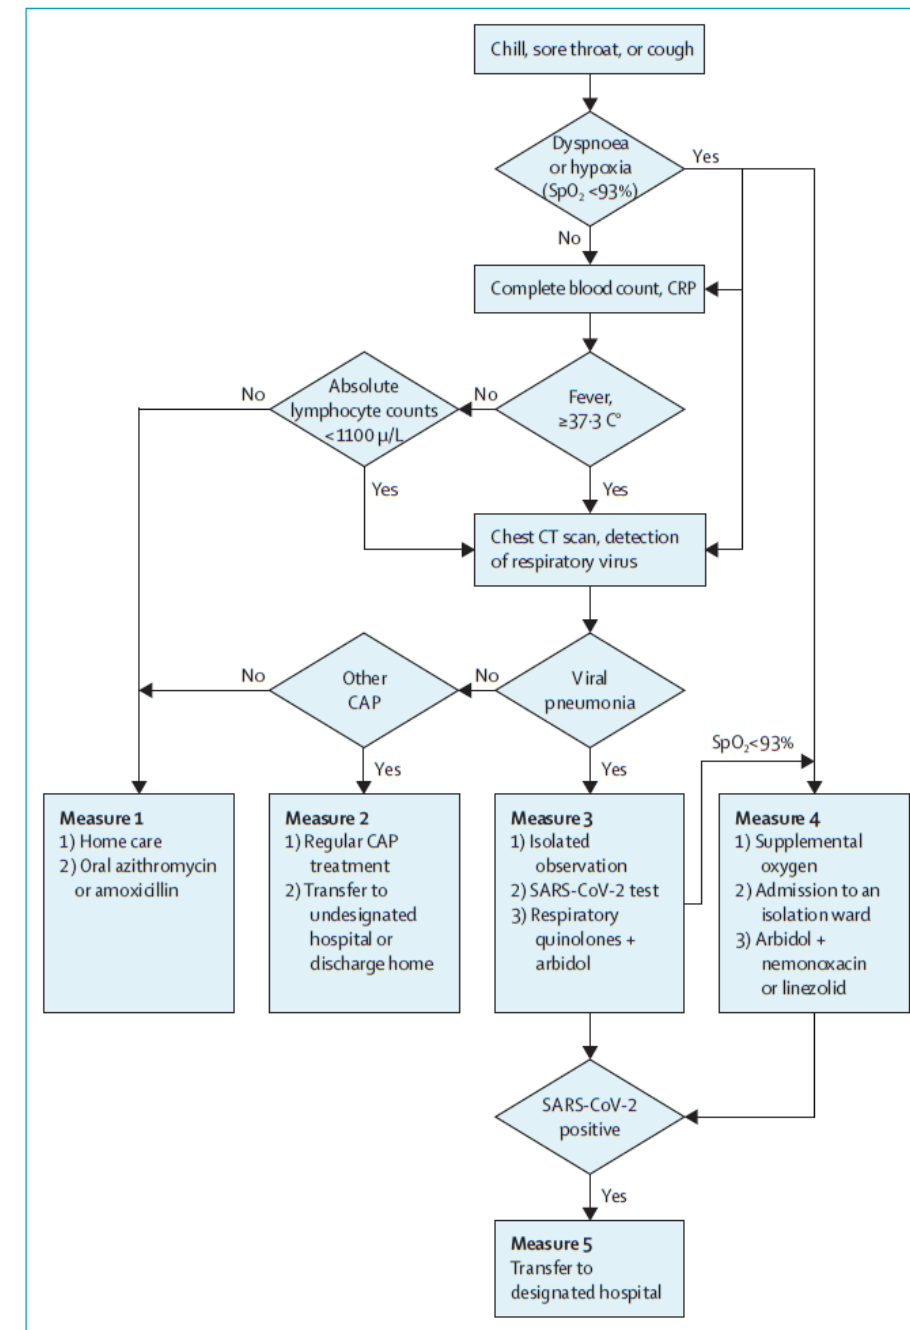 Chill, sore throat, or cough
Dyspnoea
or hypoxia
(SpO₂ <93%)
Yes
No
Complete blood count, CRP
No
Absolute
lymphocyte counts
<1100 µ/L
No
Fever,
≥37·3 C°
Yes
Yes
Chest CT scan, detection
of respiratory virus
No
Other
CAP
No
Viral
pneumonia
SpO₂<93%
Yes
Yes
Measure 1
1) Home care
2) Oral azithromycin
or amoxicillin
Measure 2
1) Regular CAP
treatment
2) Transfer to
undesignated
hospital or
discharge home
Measure 3
1) Isolated
observation
2) SARS-CoV-2 test
3) Respiratory
quinolones +
arbidol
Measure 4
1) Supplemental
oxygen
2) Admission to an
isolation ward
3) Arbidol +
nemonoxacin
or linezolid
SARS-CoV-2
positive
Yes
Measure 5
Transfer to
designated hospital